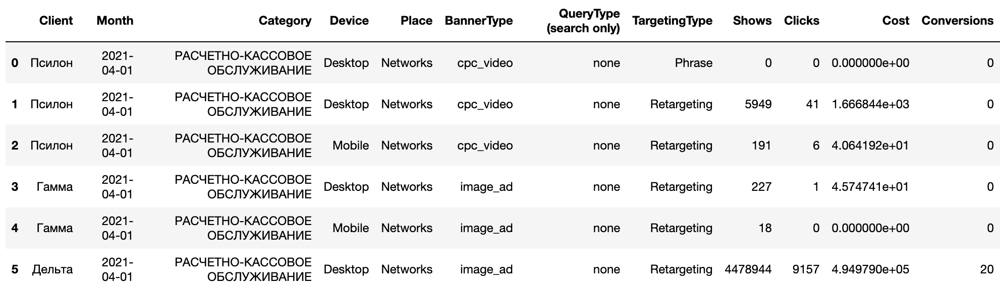 Client Month Category Device Place BannerType QueryType (search only) TargetingType Shows Clicks Cost Conversions
0 Псилон 2021-04-01 РАСЧЕТНО-КАССОВОЕ ОБСЛУЖИВАНИЕ Desktop Networks cpc_video none Phrase 0 0 0.000000e+00 0
1 Псилон 2021-04-01 РАСЧЕТНО-КАССОВОЕ ОБСЛУЖИВАНИЕ Desktop Networks cpc_video none Retargeting 5949 41 1.666844e+03 0
2 Псилон 2021-04-01 РАСЧЕТНО-КАССОВОЕ ОБСЛУЖИВАНИЕ Mobile Networks cpc_video none Retargeting 191 6 4.064192e+01 0
3 Гамма 2021-04-01 РАСЧЕТНО-КАССОВОЕ ОБСЛУЖИВАНИЕ Desktop Networks image_ad none Retargeting 227 1 4.574741e+01 0
4 Гамма 2021-04-01 РАСЧЕТНО-КАССОВОЕ ОБСЛУЖИВАНИЕ Mobile Networks image_ad none Retargeting 18 0 0.000000e+00 0
5 Дельта 2021-04-01 РАСЧЕТНО-КАССОВОЕ ОБСЛУЖИВАНИЕ Desktop Networks image_ad none Retargeting 4478944 9157 4.949790e+05 20